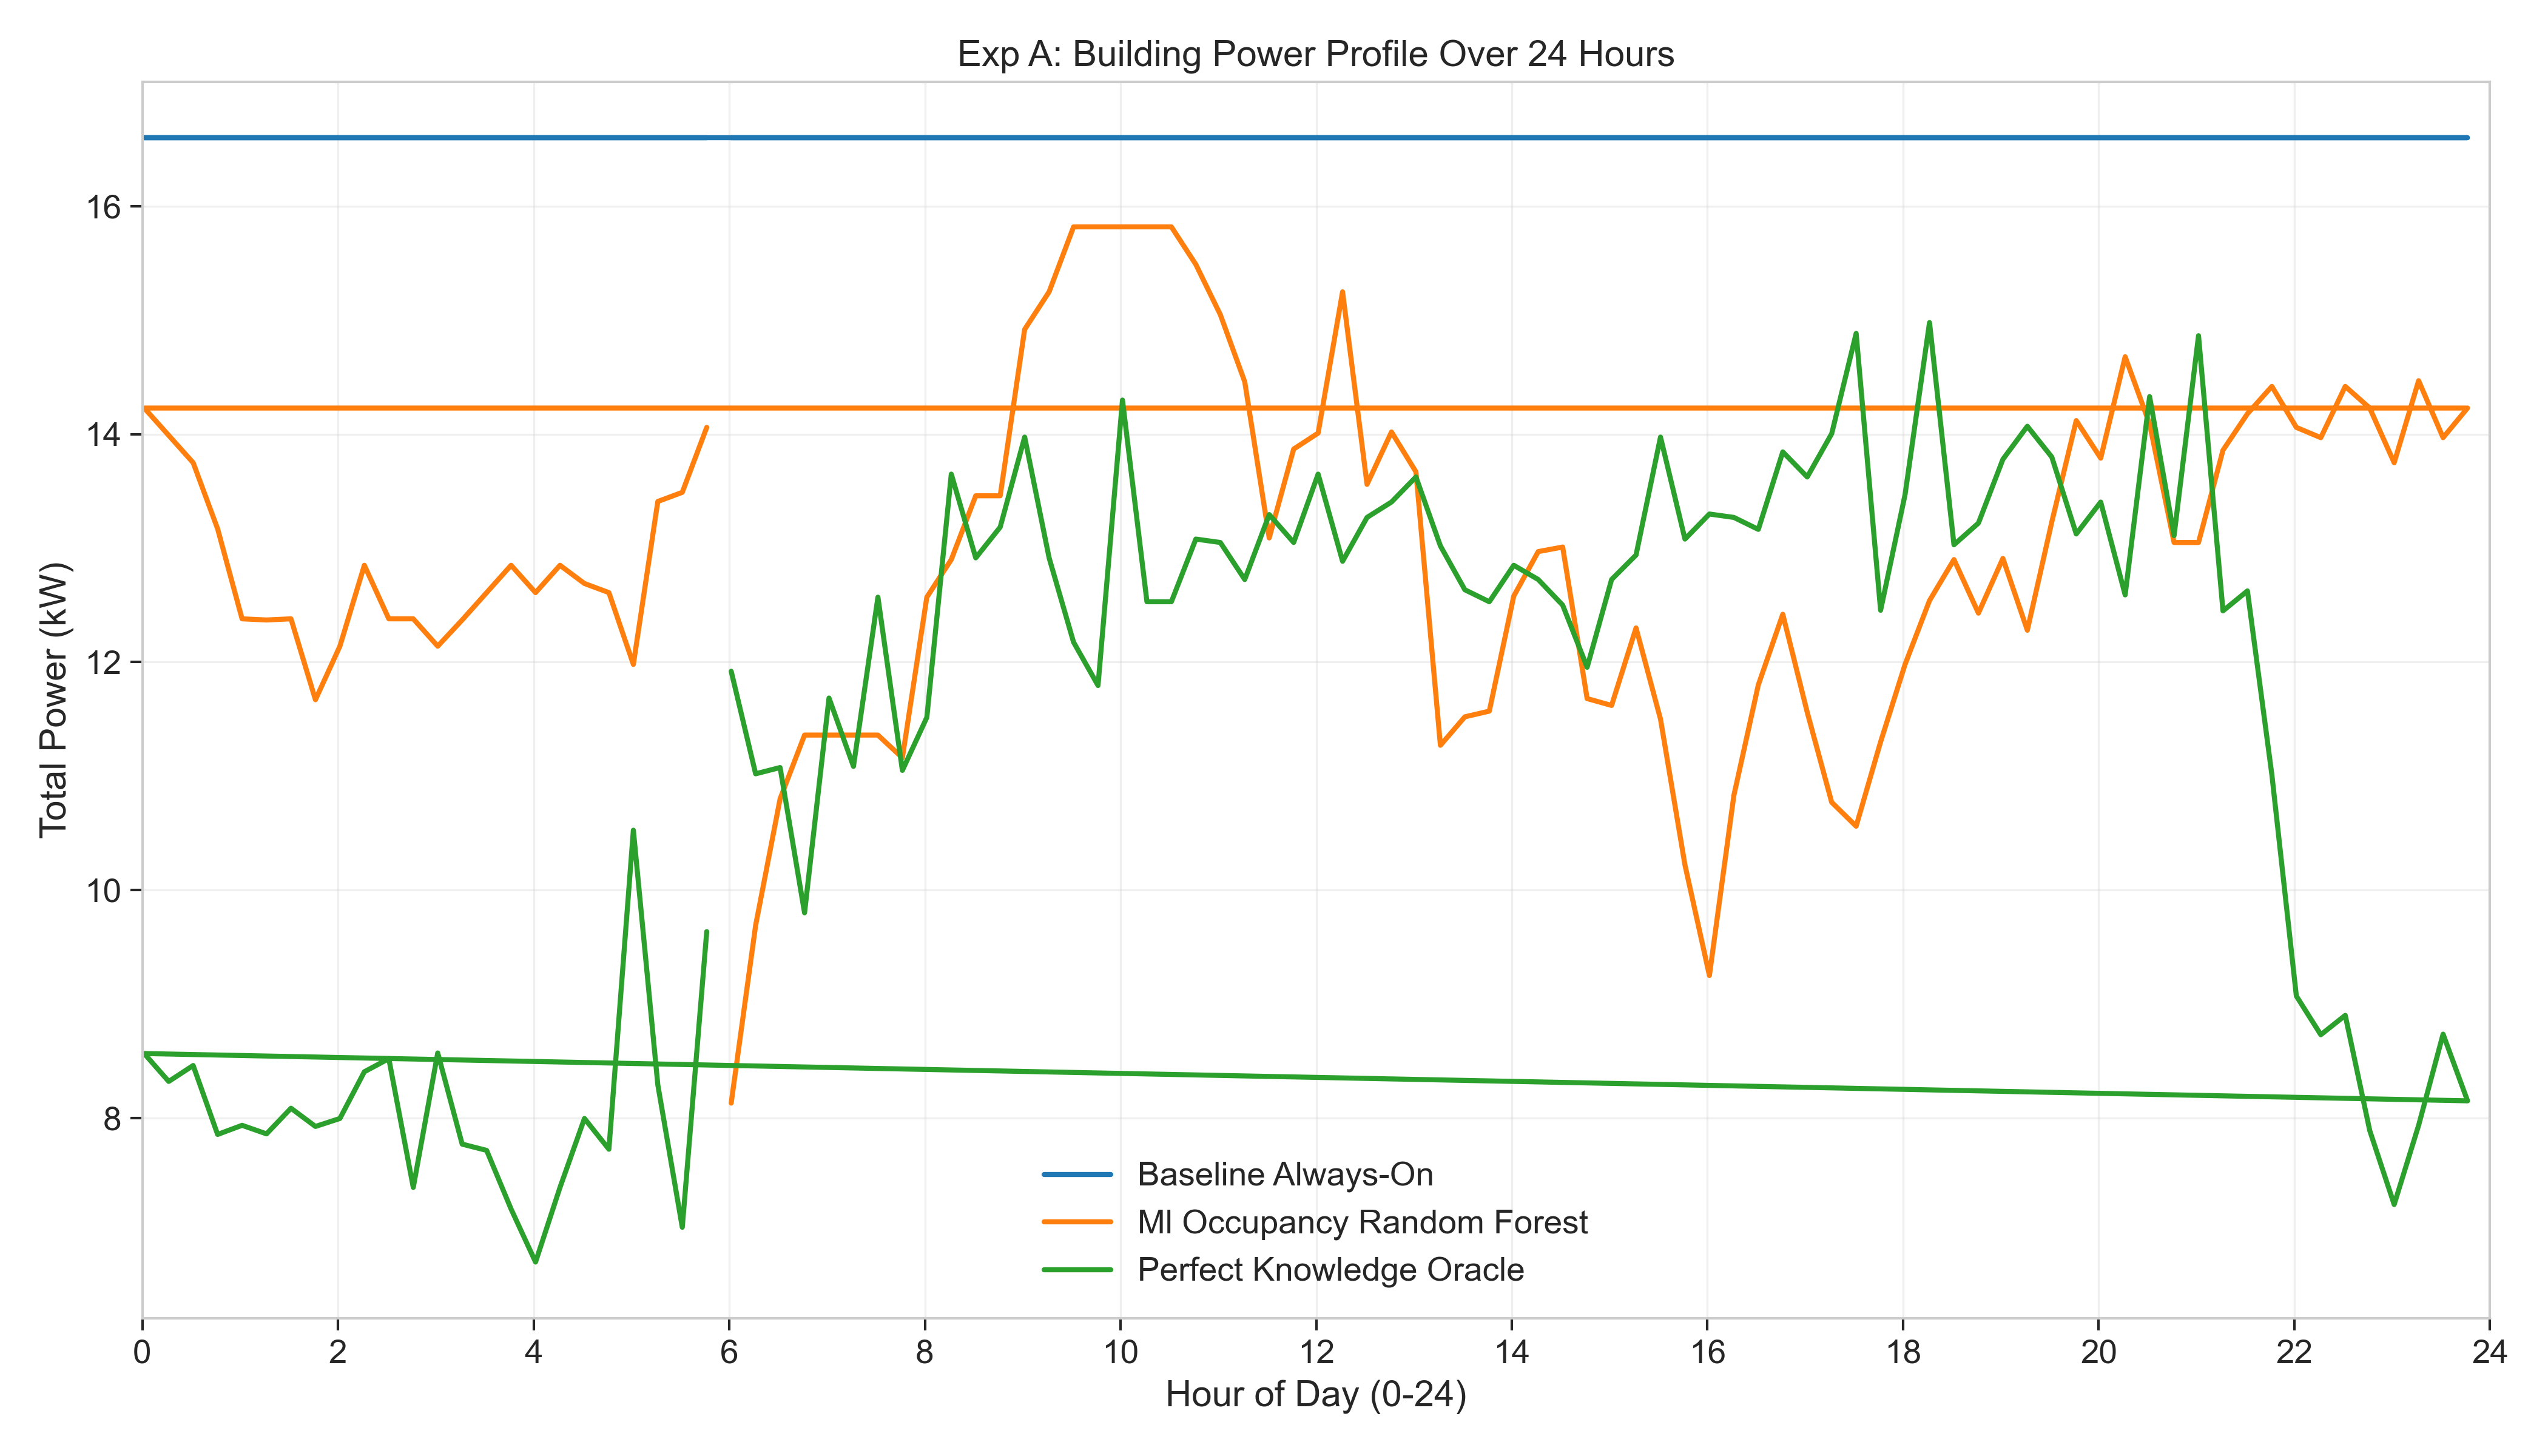 Exp A: Building Power Profile Over 24 Hours
Total Power (kW)
16
14
12
10
8
0 2 4 6 8 10 12 14 16 18 20 22 24
Hour of Day (0-24)
Baseline Always-On
Ml Occupancy Random Forest
Perfect Knowledge Oracle